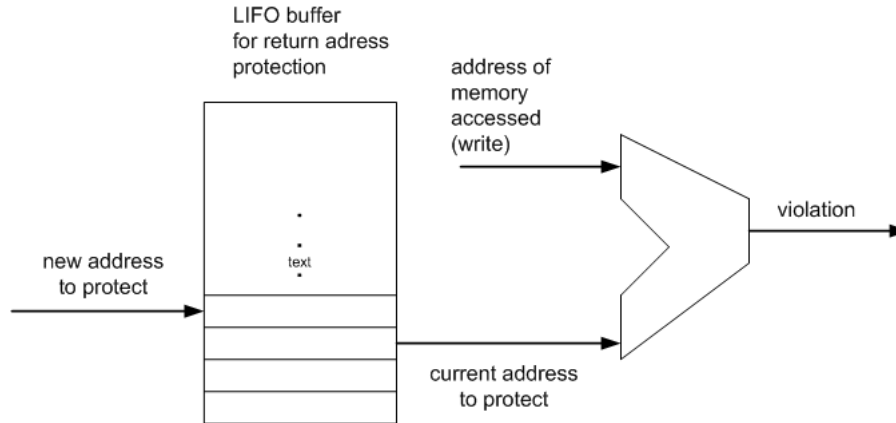 LIFO buffer
for return adress
protection
address of
memory
accessed
(write)
violation
new address
to protect
text
current address
to protect